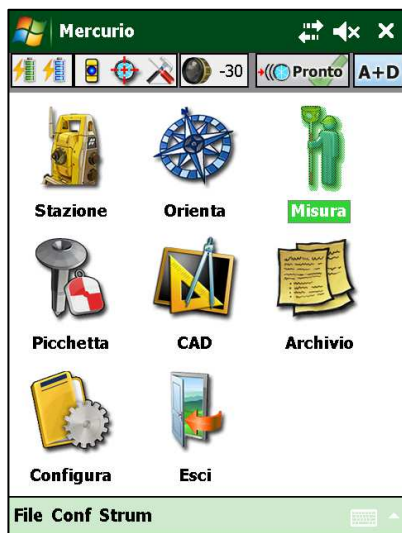 Mercurio
-30 Pronto A+D
Stazione Orienta Misura
Picchetta CAD Archivio
Configura Esci
File Conf Strum